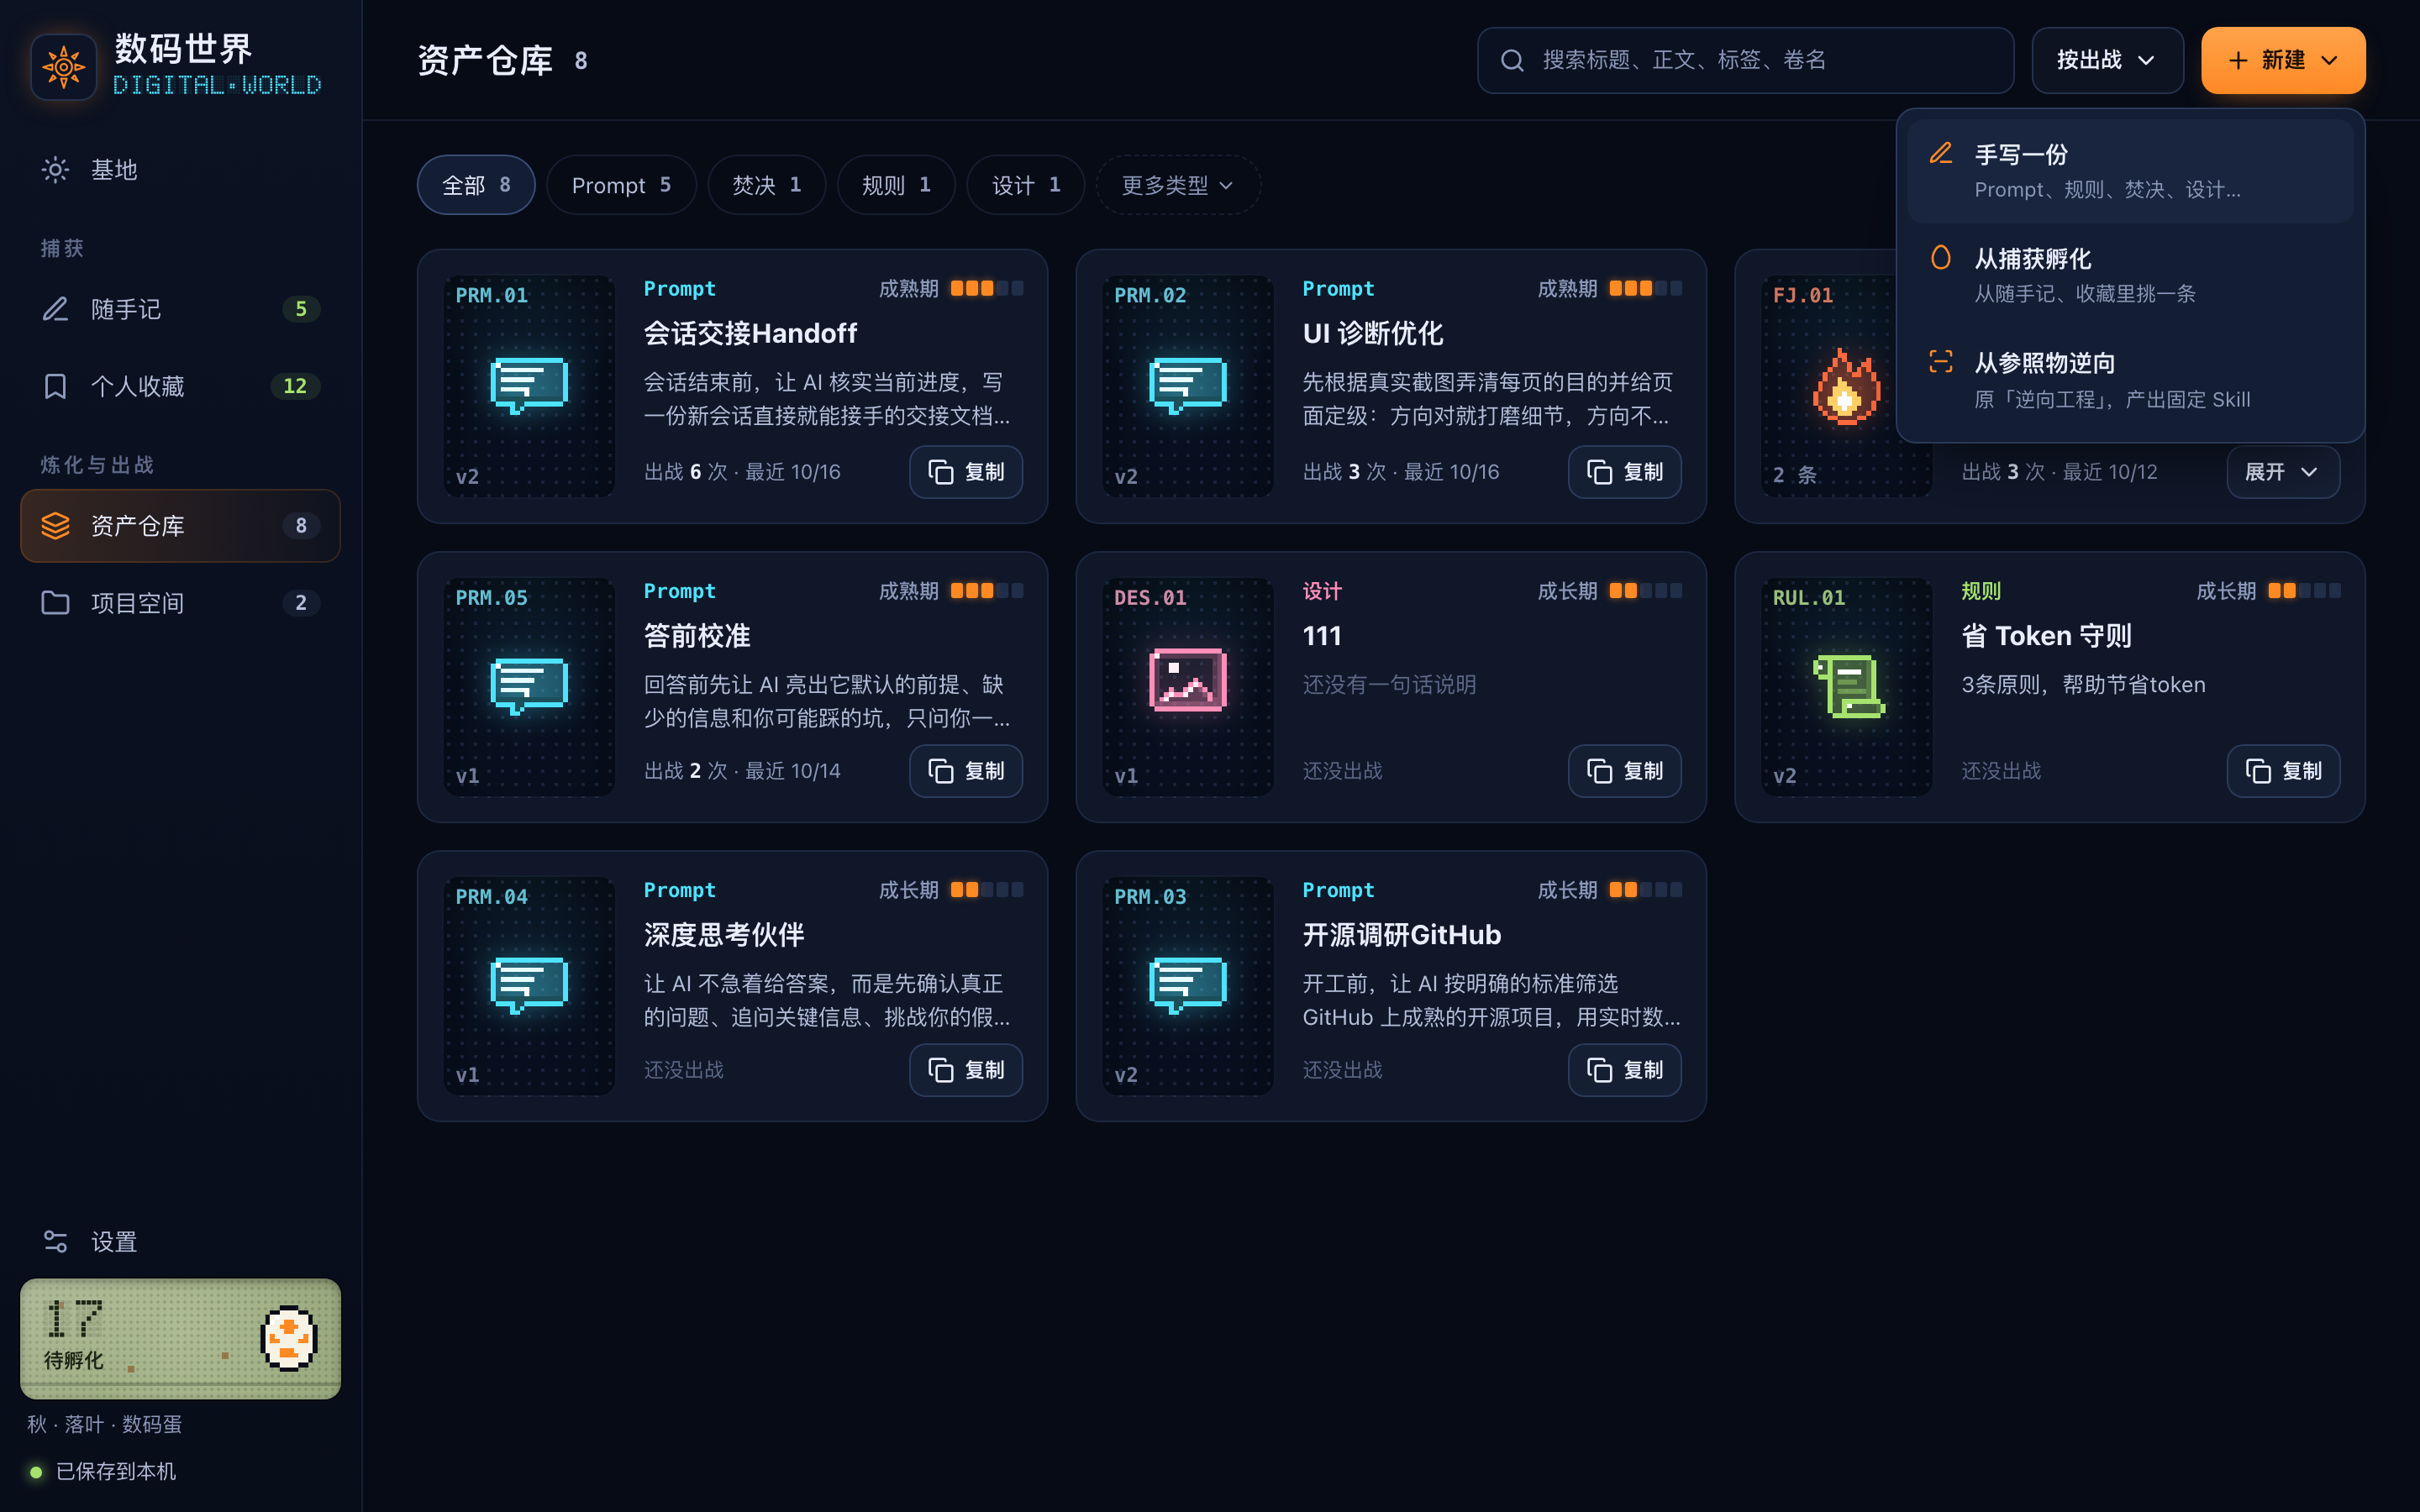 数码世界
DIGITAL·WORLD
基地
捕获
随手记 5
个人收藏 12
炼化与出战
资产仓库 8
项目空间 2
设置
17
待孵化
秋 · 落叶 · 数码蛋
已保存到本机
资产仓库 8
搜索标题、正文、标签、卷名
按出战
新建
手写一份
Prompt、规则、焚决、设计...
从捕获孵化
从随手记、收藏里挑一条
从参照物逆向
原「逆向工程」，产出固定 Skill
全部 8
Prompt 5
焚决 1
规则 1
设计 1
更多类型
PRM.01
v2
Prompt
成熟期
会话交接Handoff
会话结束前，让 AI 核实当前进度，写
一份新会话直接就能接手的交接文档...
出战 6 次 · 最近 10/16
复制
PRM.02
v2
Prompt
成熟期
UI 诊断优化
先根据真实截图弄清每页的目的并给页
面定级：方向对就打磨细节，方向不...
出战 3 次 · 最近 10/16
复制
FJ.01
2 条
出战 3 次 · 最近 10/12
展开
PRM.05
v1
Prompt
成熟期
答前校准
回答前先让 AI 亮出它默认的前提、缺
少的信息和你可能踩的坑，只问你一...
出战 2 次 · 最近 10/14
复制
DES.01
v1
设计
成长期
111
还没有一句话说明
还没出战
复制
RUL.01
v2
规则
成长期
省 Token 守则
3条原则，帮助节省token
还没出战
复制
PRM.04
v1
Prompt
成长期
深度思考伙伴
让 AI 不急着给答案，而是先确认真正
的问题、追问关键信息、挑战你的假...
还没出战
复制
PRM.03
v2
Prompt
成长期
开源调研GitHub
开工前，让 AI 按明确的标准筛选
GitHub 上成熟的开源项目，用实时数...
还没出战
复制